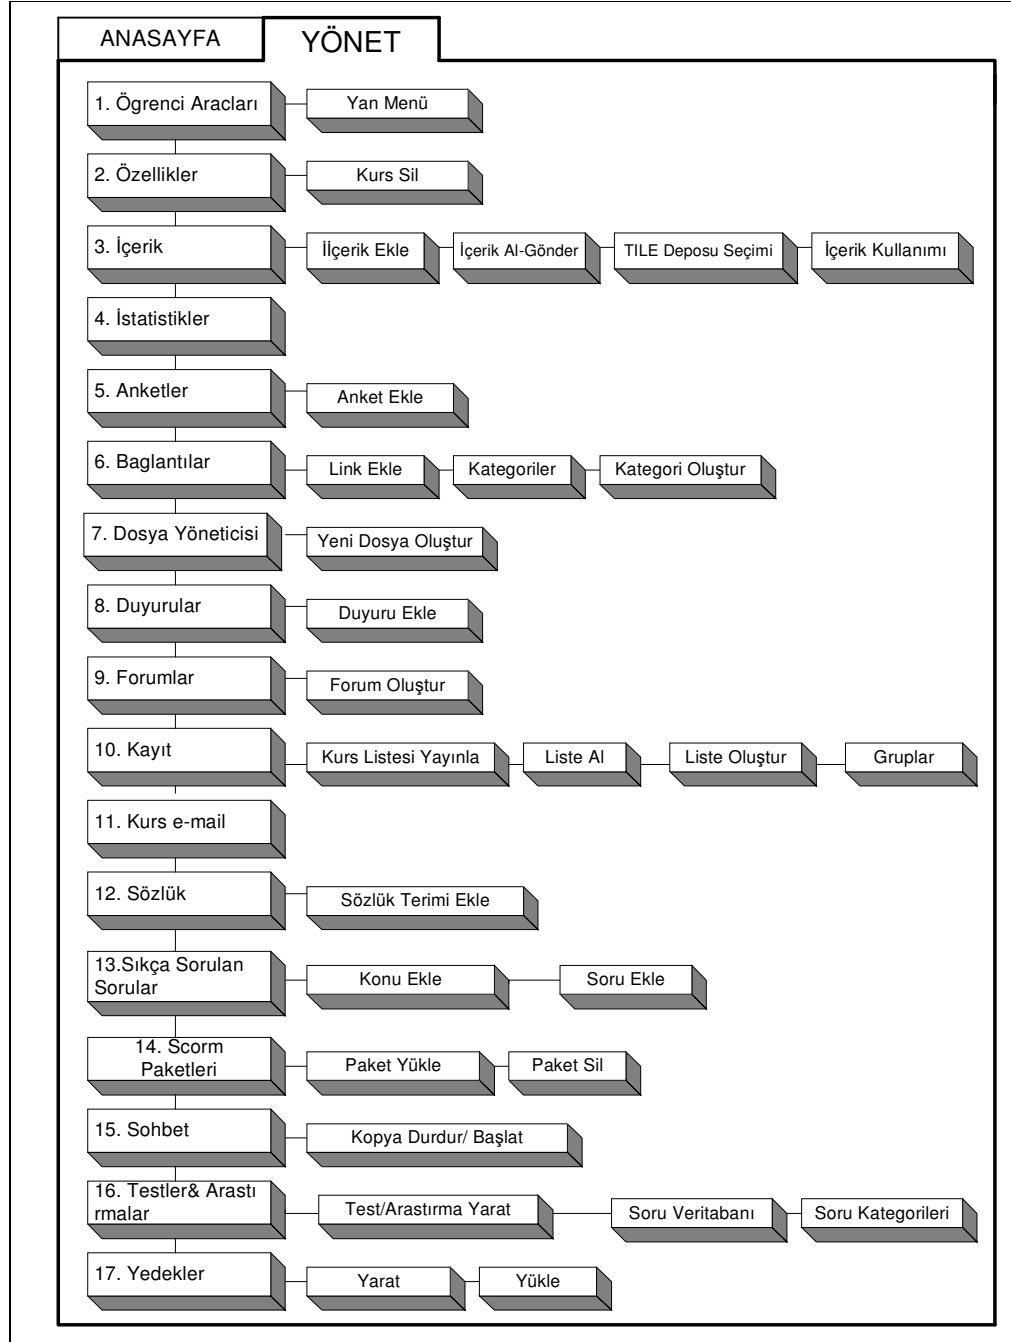 ANASAYFA
YÖNET
1. Ögrenci Aracları
Yan Menü
2. Özellikler
Kurs Sil
3. İçerik
İlçerik Ekle
İçerik Al-Gönder
TILE Deposu Seçimi
İçerik Kullanımı
4. İstatistikler
5. Anketler
Anket Ekle
6. Baglantılar
Link Ekle
Kategoriler
Kategori Oluştur
7. Dosya Yöneticisi
Yeni Dosya Oluştur
8. Duyurular
Duyuru Ekle
9. Forumlar
Forum Oluştur
10. Kayıt
Kurs Listesi Yayınla
Liste Al
Liste Oluştur
Gruplar
11. Kurs e-mail
12. Sözlük
Sözlük Terimi Ekle
13.Sıkça Sorulan
Sorular
Konu Ekle
Soru Ekle
14. Scorm
Paketleri
Paket Yükle
Paket Sil
15. Sohbet
Kopya Durdur/ Başlat
16. Testler& Arastı
rmalar
Test/Arastırma Yarat
Soru Veritabanı
Soru Kategorileri
17. Yedekler
Yarat
Yükle